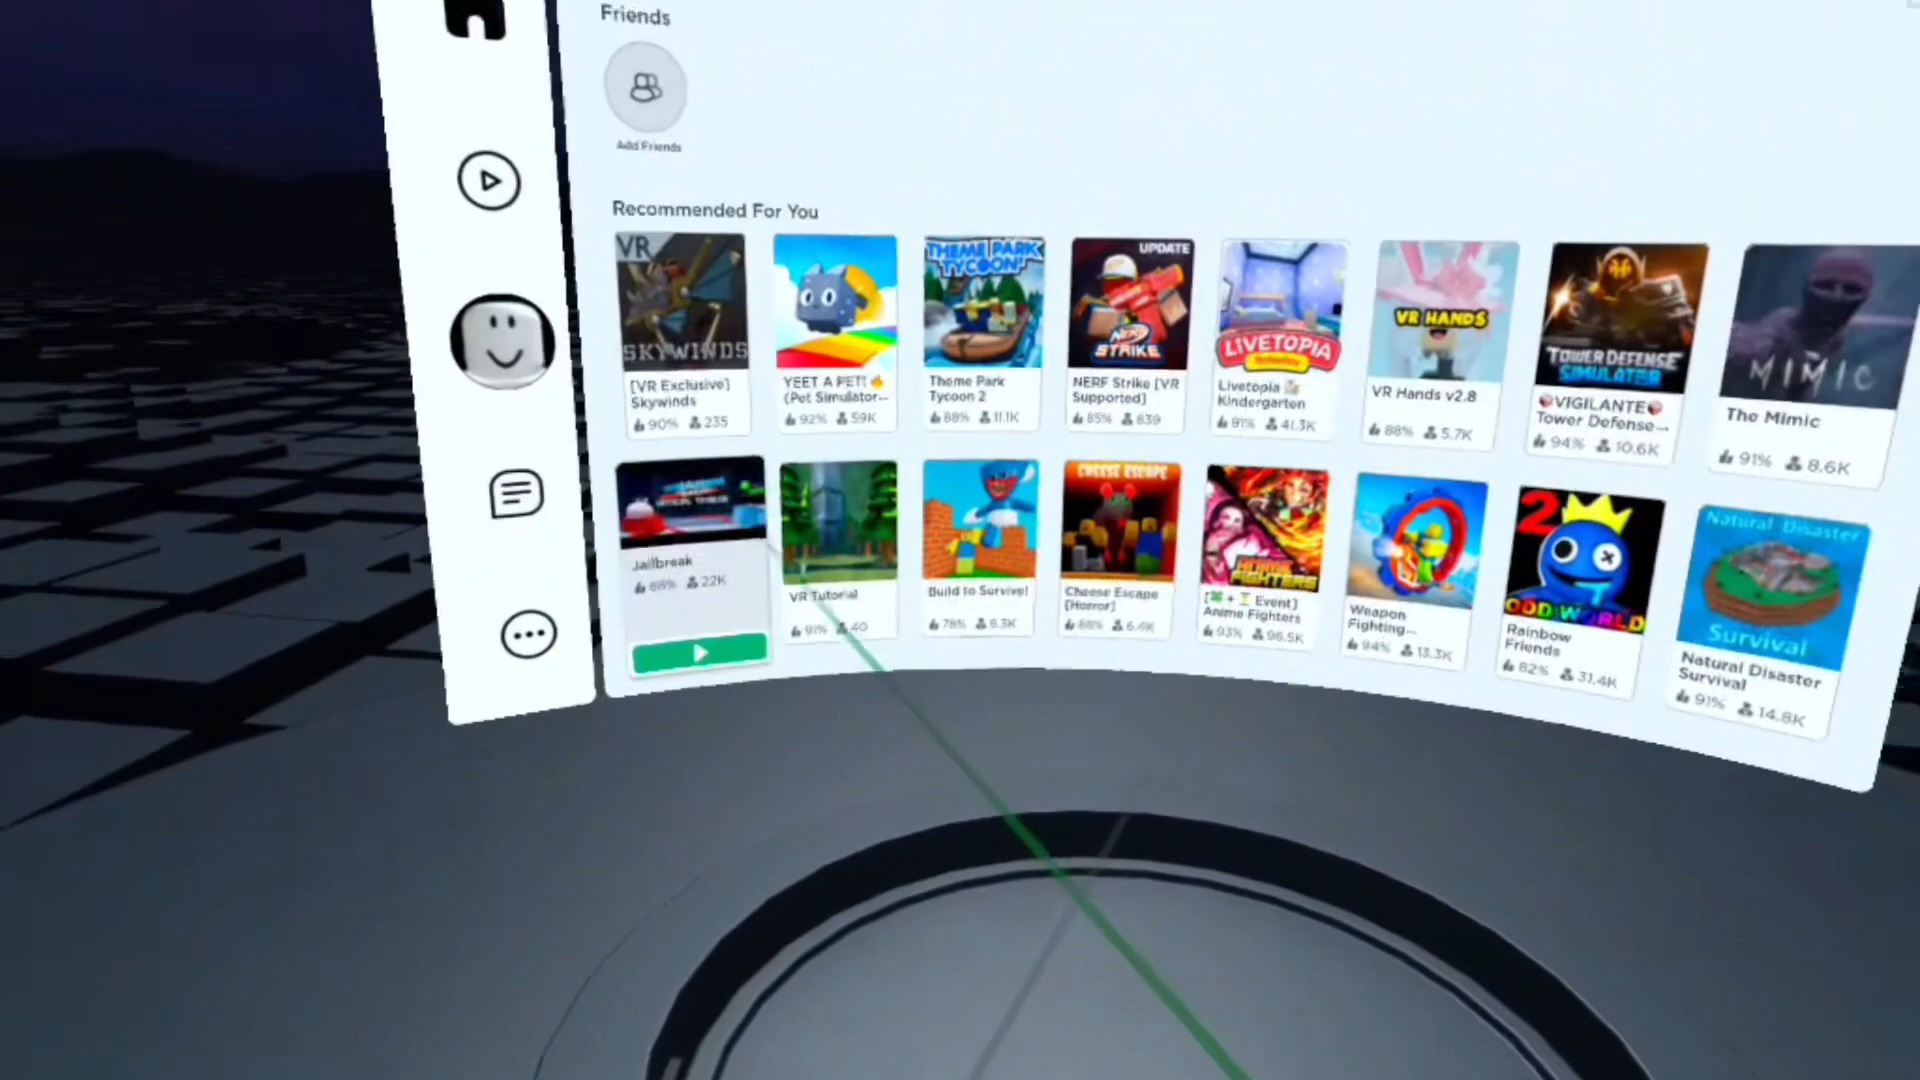 Friends
Add Friends
Recommended For You
VR
SKYWINDS
[VR Exclusive]
Skywinds
90% 235
YEET A PET! 🔥
(Pet Simulator...
92% 59K
THEME PARK
TYCOON
Theme Park
Tycoon 2
88% 11.1K
UPDATE
NERF
STRIKE
NERF Strike [VR
Supported]
85% 839
LIVETOPIA
Livetopia
Kindergarten
91% 41.3K
VR HANDS
VR Hands v2.8
88% 5.7K
TOWER DEFENSE
SIMULATOR
VIGILANTE
Tower Defense...
94% 10.6K
MIMIC
The Mimic
91% 8.6K
Jailbreak
88% 22K
VR Tutorial
91% 40
Build to Survive!
78% 8.3K
CHEESE ESCAPE
Cheese Escape
[Horror]
88% 6.4K
ANIME
FIGHTERS
[🍀 + ⏳ Event]
Anime Fighters
93% 96.5K
Weapon
Fighting...
94% 13.3K
2
ODD WORLD
Rainbow
Friends
82% 31.4K
Natural Disaster
Survival
Natural Disaster
Survival
91% 14.8K